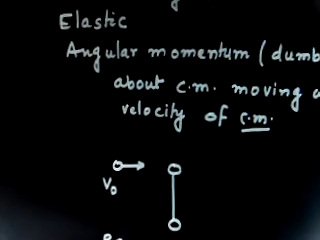 Elastic
Angular momentum (dumb
about c.m. moving
velocity of c.m.
V0